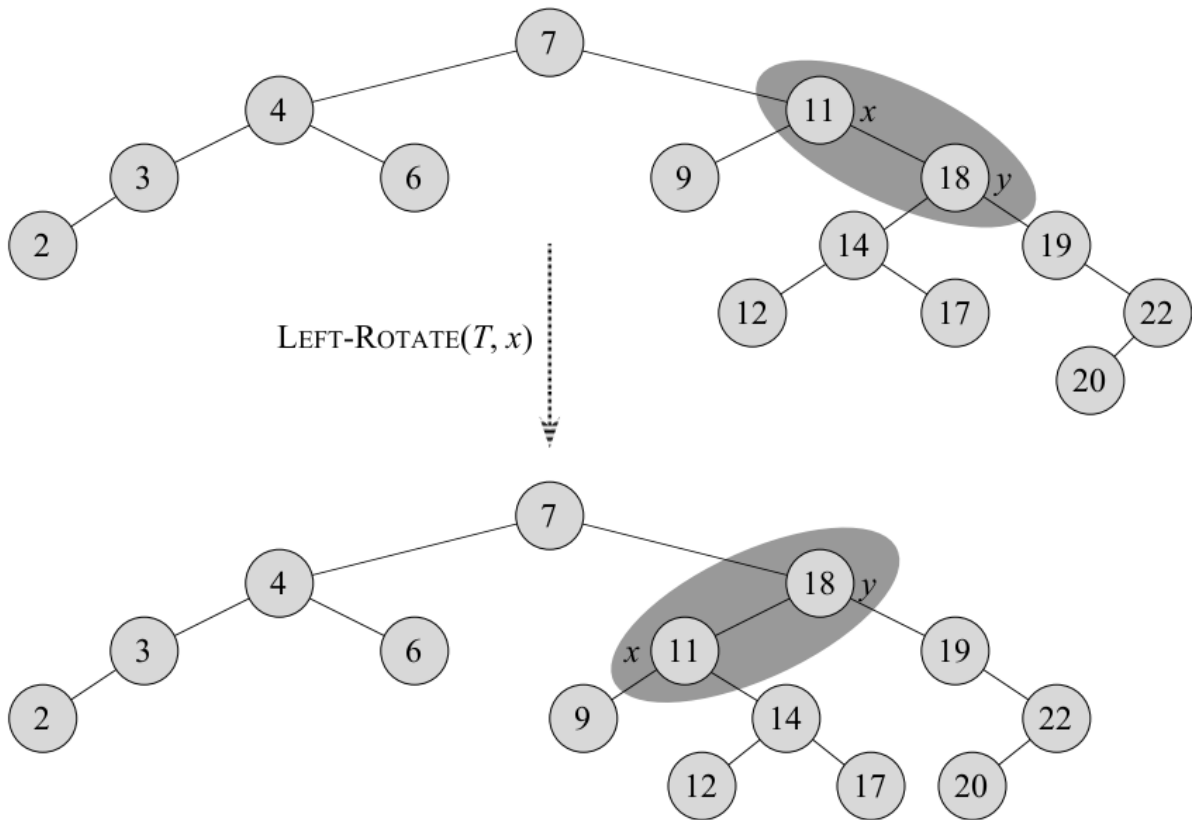 7
4 11 x
3 6 9 18 y
2 14 19
12 17 22
LEFT-ROTATE(T, x)
20
7
4 18 y
3 6 x 11 19
2 9 14 22
12 17 20